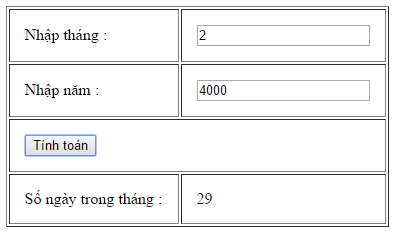 Nhập tháng : 2
Nhập năm : 4000
Tính toán
Số ngày trong tháng : 29